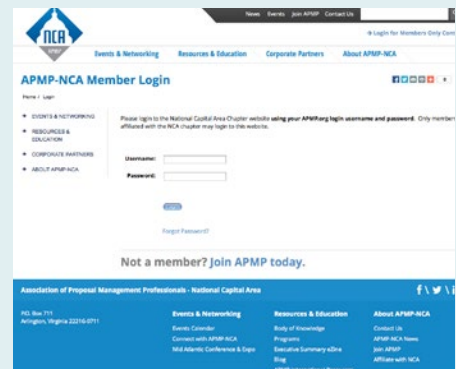 News Events Join APMP Contact Us
Login for Members Only Cont
NCA
APMP
Events & Networking Resources & Education Corporate Partners About APMP-NCA
APMP-NCA Member Login
Home / Login
EVENTS & NETWORKING
RESOURCES &
EDUCATION
CORPORATE PARTNERS
ABOUT APMP-NCA
Please login to the National Capital Area Chapter website using your APMP.org login username and password. Only member
affiliated with the NCA chapter may login to this website.
Username:
Password:
Login
Forgot Password?
Not a member? Join APMP today.
Association of Proposal Management Professionals - National Capital Area
P.O. Box 711
Arlington, Virginia 22216-0711
Events & Networking
Events Calendar
Connect with APMP-NCA
Mid Atlantic Conference & Expo
Resources & Education
Body of Knowledge
Programs
Executive Summary eZine
Blog
About APMP-NCA
Contact Us
APMP-NCA News
Join APMP
Affiliate with NCA